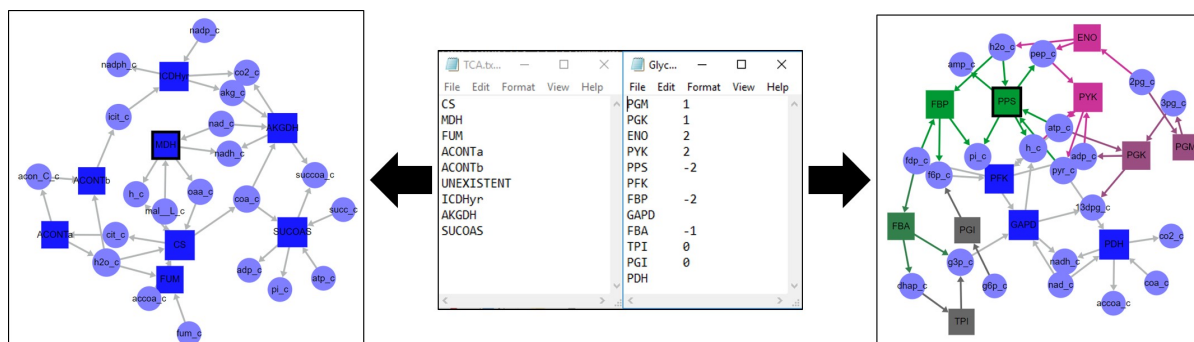 nadp_c
nadph_c
ICDHyr
co2_c
akg_c
icit_c
nad_c
AKGDH
MDH
nadh_c
acon_C_c
ACONTb
succoa_c
h_c
oaa_c
mal__L_c
coa_c
succ_c
ACONTa
cit_c
CS
SUCOAS
h2o_c
adp_c
FUM
pi_c
atp_c
accoa_c
fum_c
TCA.tx...
File Edit Format View Help
CS
MDH
FUM
ACONTa
ACONTb
UNEXISTENT
ICDHyr
AKGDH
SUCOAS
Glyc...
File Edit Format View Help
PGM 1
PGK 1
ENO 2
PYK 2
PPS -2
PFK
FBP -2
GAPD
FBA -1
TPI 0
PGI 0
PDH
ENO
h2o_c
pep_c
amp_c
2pg_c
PPS
PYK
FBP
3pg_c
atp_c
h_c
PGK
PGM
fdp_c
pi_c
adp_c
f6p_c
PFK
pyr_c
13dpg_c
FBA
PGI
GAPD
PDH
co2_c
g3p_c
nadh_c
dhap_c
g6p_c
nad_c
coa_c
accoa_c
TPI